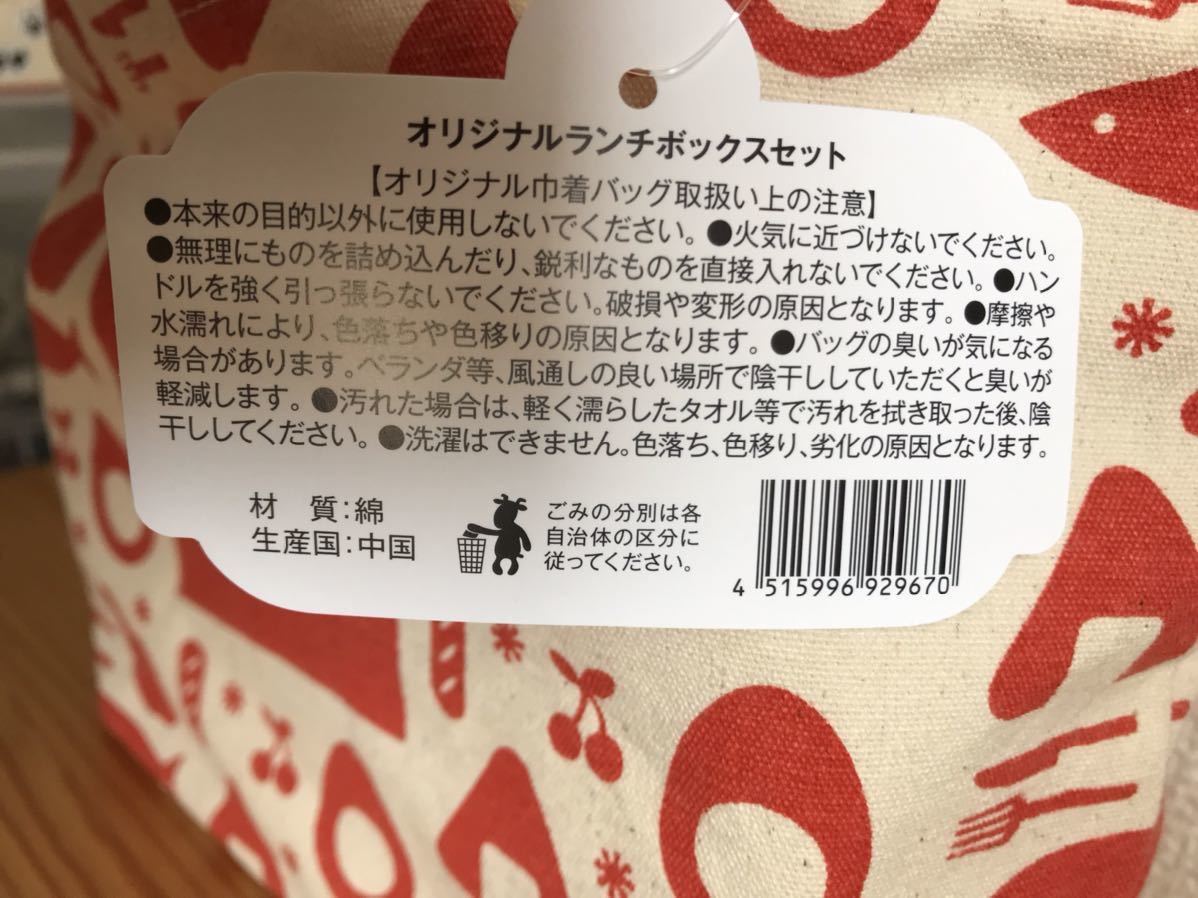 オリジナルランチボックスセット
【オリジナル巾着バッグ取扱い上の注意】
●本来の目的以外に使用しないでください。●火気に近づけないでください。
●無理にものを詰め込んだり、鋭利なものを直接入れないでください。●ハン
ドルを強く引っ張らないでください。破損や変形の原因となります。●摩擦や
水濡れにより、色落ちや色移りの原因となります。●バッグの臭いが気になる
場合があります。ベランダ等、風通しの良い場所で陰干ししていただくと臭いが
軽減します。●汚れた場合は、軽く濡らしたタオル等で汚れを拭き取った後、陰
干ししてください。●洗濯はできません。色落ち、色移り、劣化の原因となります。
材 質:綿
生産国:中国
ごみの分別は各
自治体の区分に
従ってください。
4 515996 929670